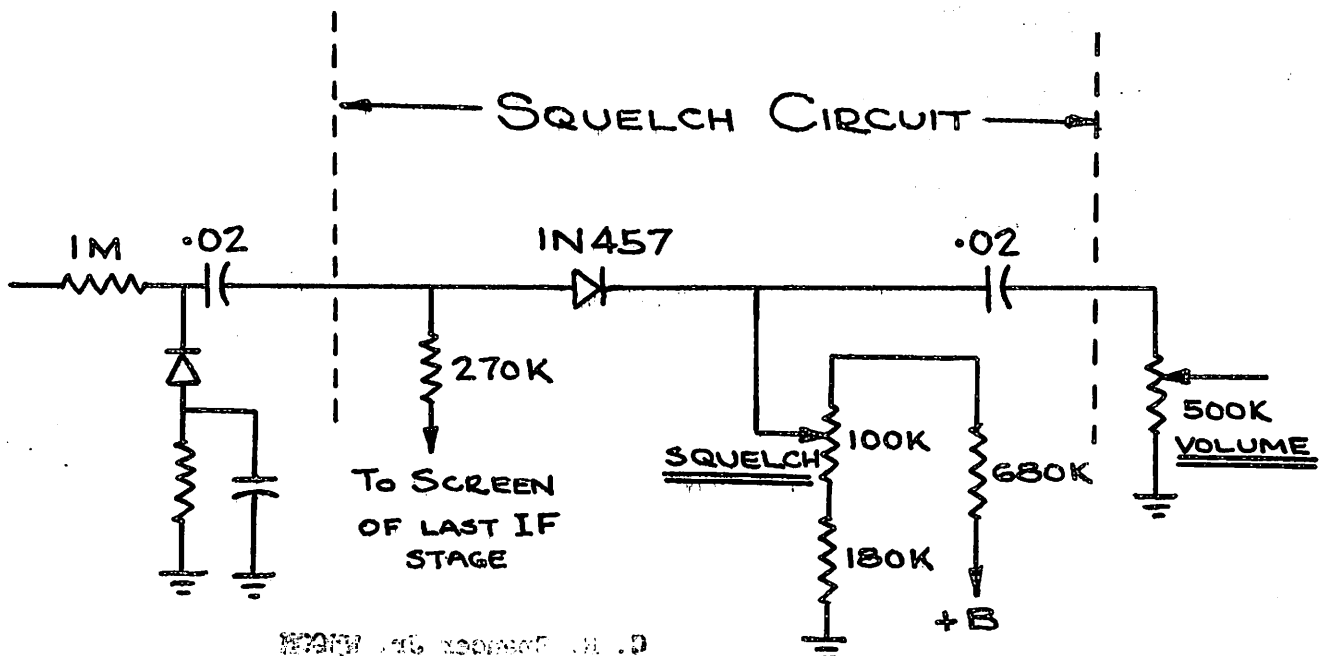 SQUELCH CIRCUIT
1M
.02
1N457
.02
270K
TO SCREEN
OF LAST IF
STAGE
SQUELCH
100K
180K
680K
+B
500K
VOLUME